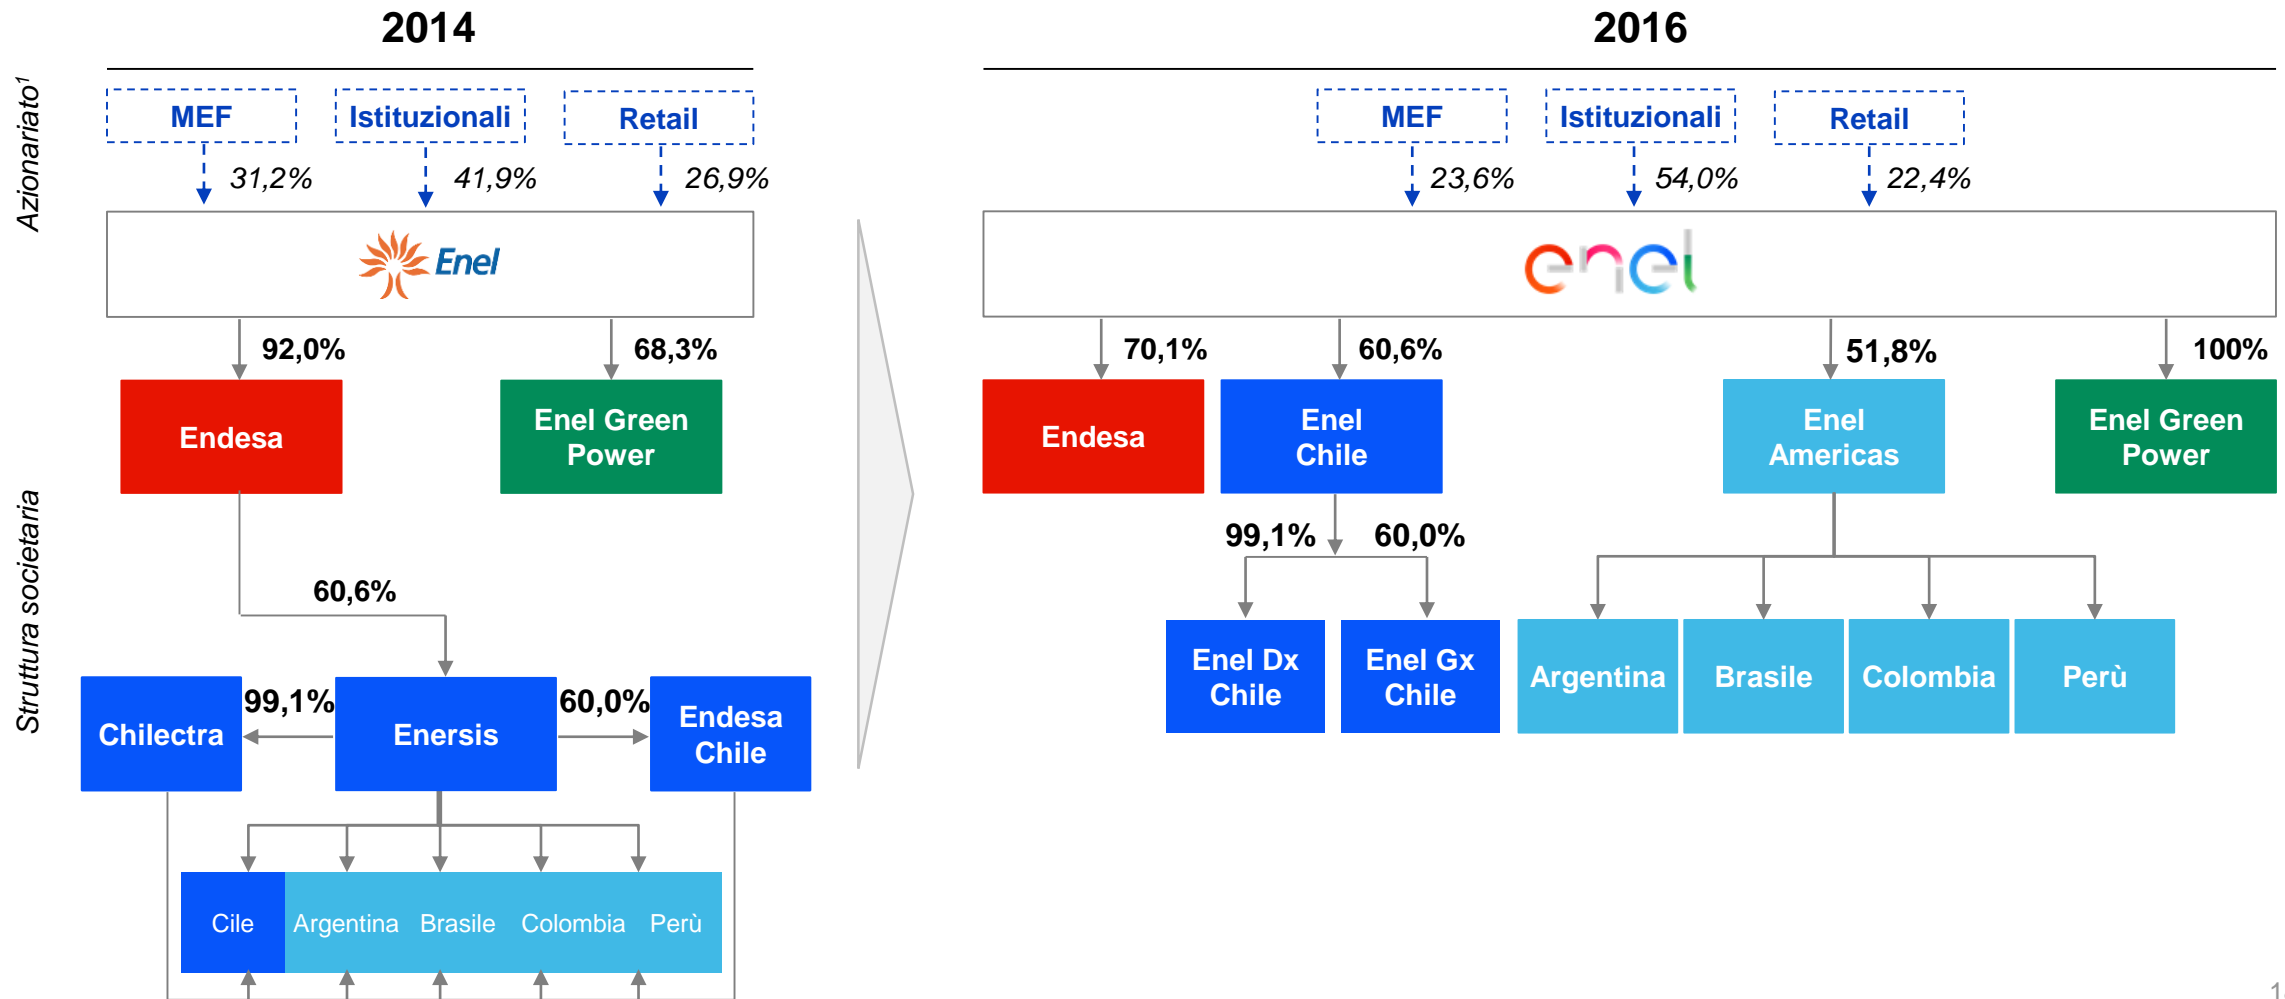 2014
2016
Azionariato¹
MEF
Istituzionali
Retail
31,2%
41,9%
26,9%
Enel
92,0%
68,3%
Endesa
Enel Green
Power
Struttura societaria
60,6%
Chilectra
99,1%
Enersis
60,0%
Endesa
Chile
Cile
Argentina
Brasile
Colombia
Perù
MEF
Istituzionali
Retail
23,6%
54,0%
22,4%
enel
70,1%
60,6%
51,8%
100%
Endesa
Enel
Chile
Enel
Americas
Enel Green
Power
99,1%
60,0%
Enel Dx
Chile
Enel Gx
Chile
Argentina
Brasile
Colombia
Perù